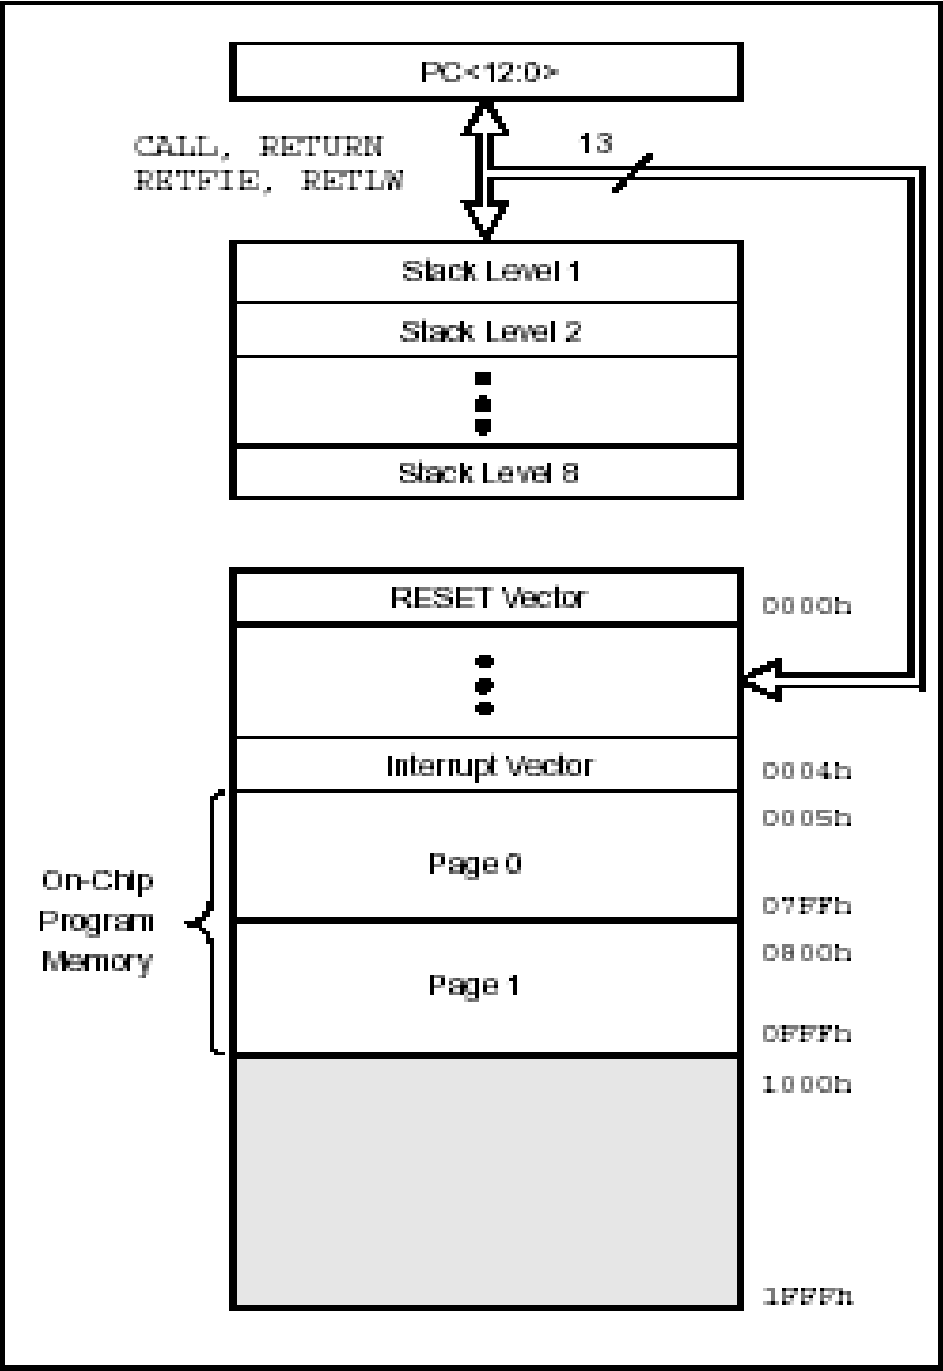 PC<12:0>
CALL, RETURN
RETFIE, RETLW
13
Stack Level 1
Stack Level 2
Stack Level 8
RESET Vector
0000h
Interrupt Vector
0004h
0005h
Page 0
On-Chip
Program
Memory
07FFh
0800h
Page 1
0FFFh
1000h
1FFFh